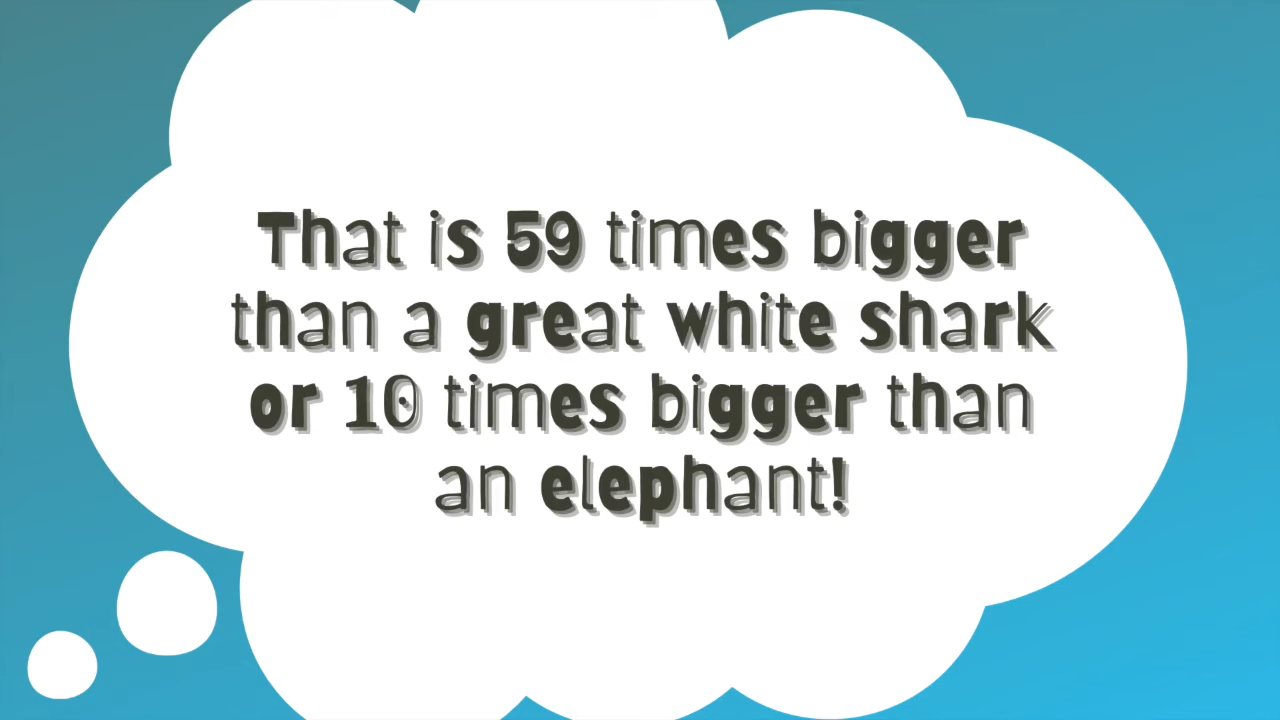 That is 59 times bigger
than a great white shark
or 10 times bigger than
an elephant!